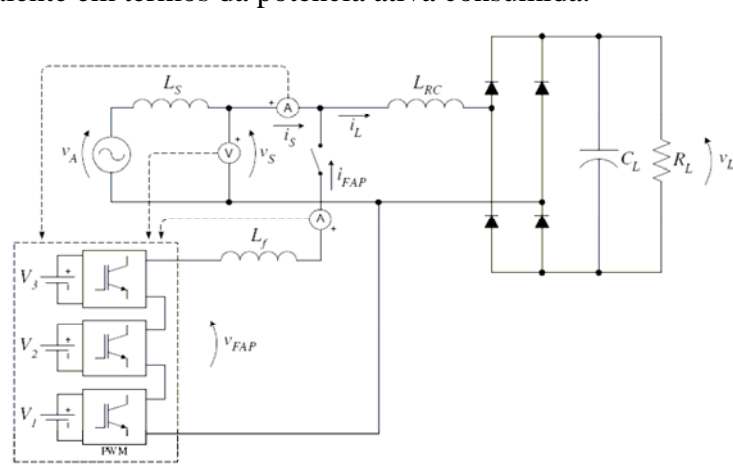 em termos da potência ativa consumida.
L_S
A
L_RC
i_S
i_L
v_A
V
v_S
i_FAP
C_L
R_L
v_L
A
L_f
V_3
V_2
v_FAP
V_1
PWM